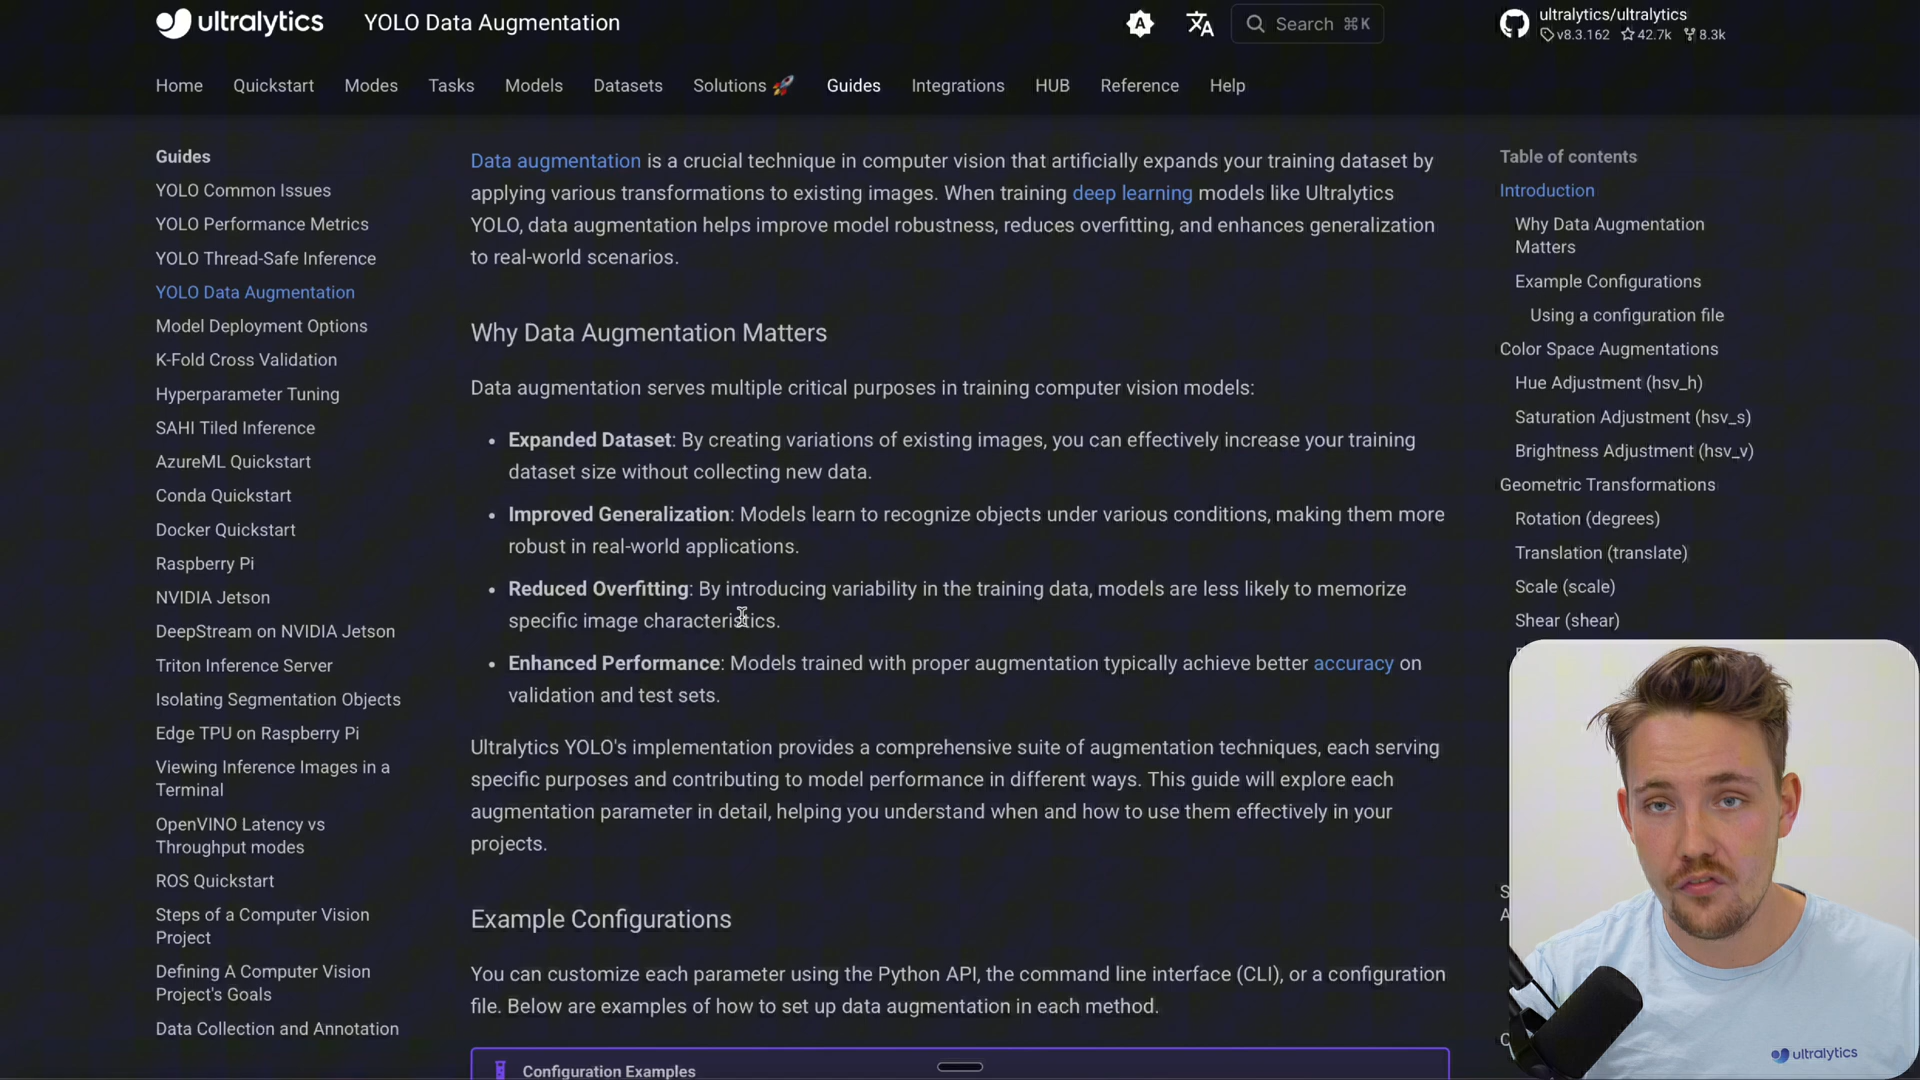 ultralytics
YOLO Data Augmentation
A
Search ⌘K
ultralytics/ultralytics
v8.3.162 42.7k 8.3k
Home
Quickstart
Modes
Tasks
Models
Datasets
Solutions 🚀
Guides
Integrations
HUB
Reference
Help
Guides
YOLO Common Issues
YOLO Performance Metrics
YOLO Thread-Safe Inference
YOLO Data Augmentation
Model Deployment Options
K-Fold Cross Validation
Hyperparameter Tuning
SAHI Tiled Inference
AzureML Quickstart
Conda Quickstart
Docker Quickstart
Raspberry Pi
NVIDIA Jetson
DeepStream on NVIDIA Jetson
Triton Inference Server
Isolating Segmentation Objects
Edge TPU on Raspberry Pi
Viewing Inference Images in a
Terminal
OpenVINO Latency vs
Throughput modes
ROS Quickstart
Steps of a Computer Vision
Project
Defining A Computer Vision
Project's Goals
Data Collection and Annotation
Data augmentation is a crucial technique in computer vision that artificially expands your training dataset by
applying various transformations to existing images. When training deep learning models like Ultralytics
YOLO, data augmentation helps improve model robustness, reduces overfitting, and enhances generalization
to real-world scenarios.
Why Data Augmentation Matters
Data augmentation serves multiple critical purposes in training computer vision models:
• Expanded Dataset: By creating variations of existing images, you can effectively increase your training
dataset size without collecting new data.
• Improved Generalization: Models learn to recognize objects under various conditions, making them more
robust in real-world applications.
• Reduced Overfitting: By introducing variability in the training data, models are less likely to memorize
specific image characteristics.
• Enhanced Performance: Models trained with proper augmentation typically achieve better accuracy on
validation and test sets.
Ultralytics YOLO's implementation provides a comprehensive suite of augmentation techniques, each serving
specific purposes and contributing to model performance in different ways. This guide will explore each
augmentation parameter in detail, helping you understand when and how to use them effectively in your
projects.
Example Configurations
You can customize each parameter using the Python API, the command line interface (CLI), or a configuration
file. Below are examples of how to set up data augmentation in each method.
Configuration Examples
Table of contents
Introduction
Why Data Augmentation
Matters
Example Configurations
Using a configuration file
Color Space Augmentations
Hue Adjustment (hsv_h)
Saturation Adjustment (hsv_s)
Brightness Adjustment (hsv_v)
Geometric Transformations
Rotation (degrees)
Translation (translate)
Scale (scale)
Shear (shear)
ultralytics